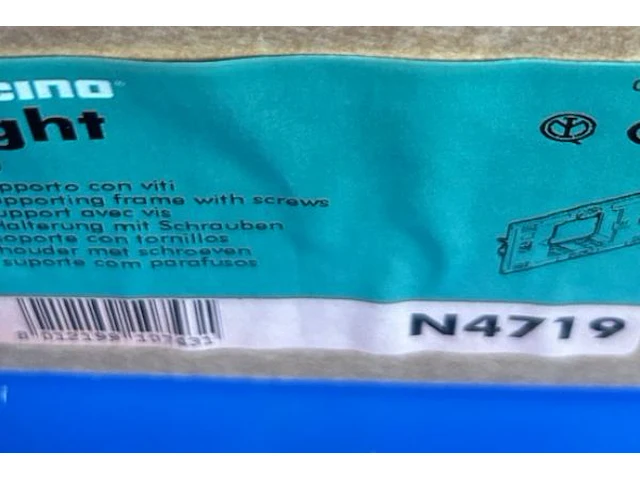 cino®
ght
pporto con viti
pporting frame with screws
upport avec vis
Halterung mit Schrauben
Soporte con tornillos
houder met schroeven
suporte com parafusos
N4719